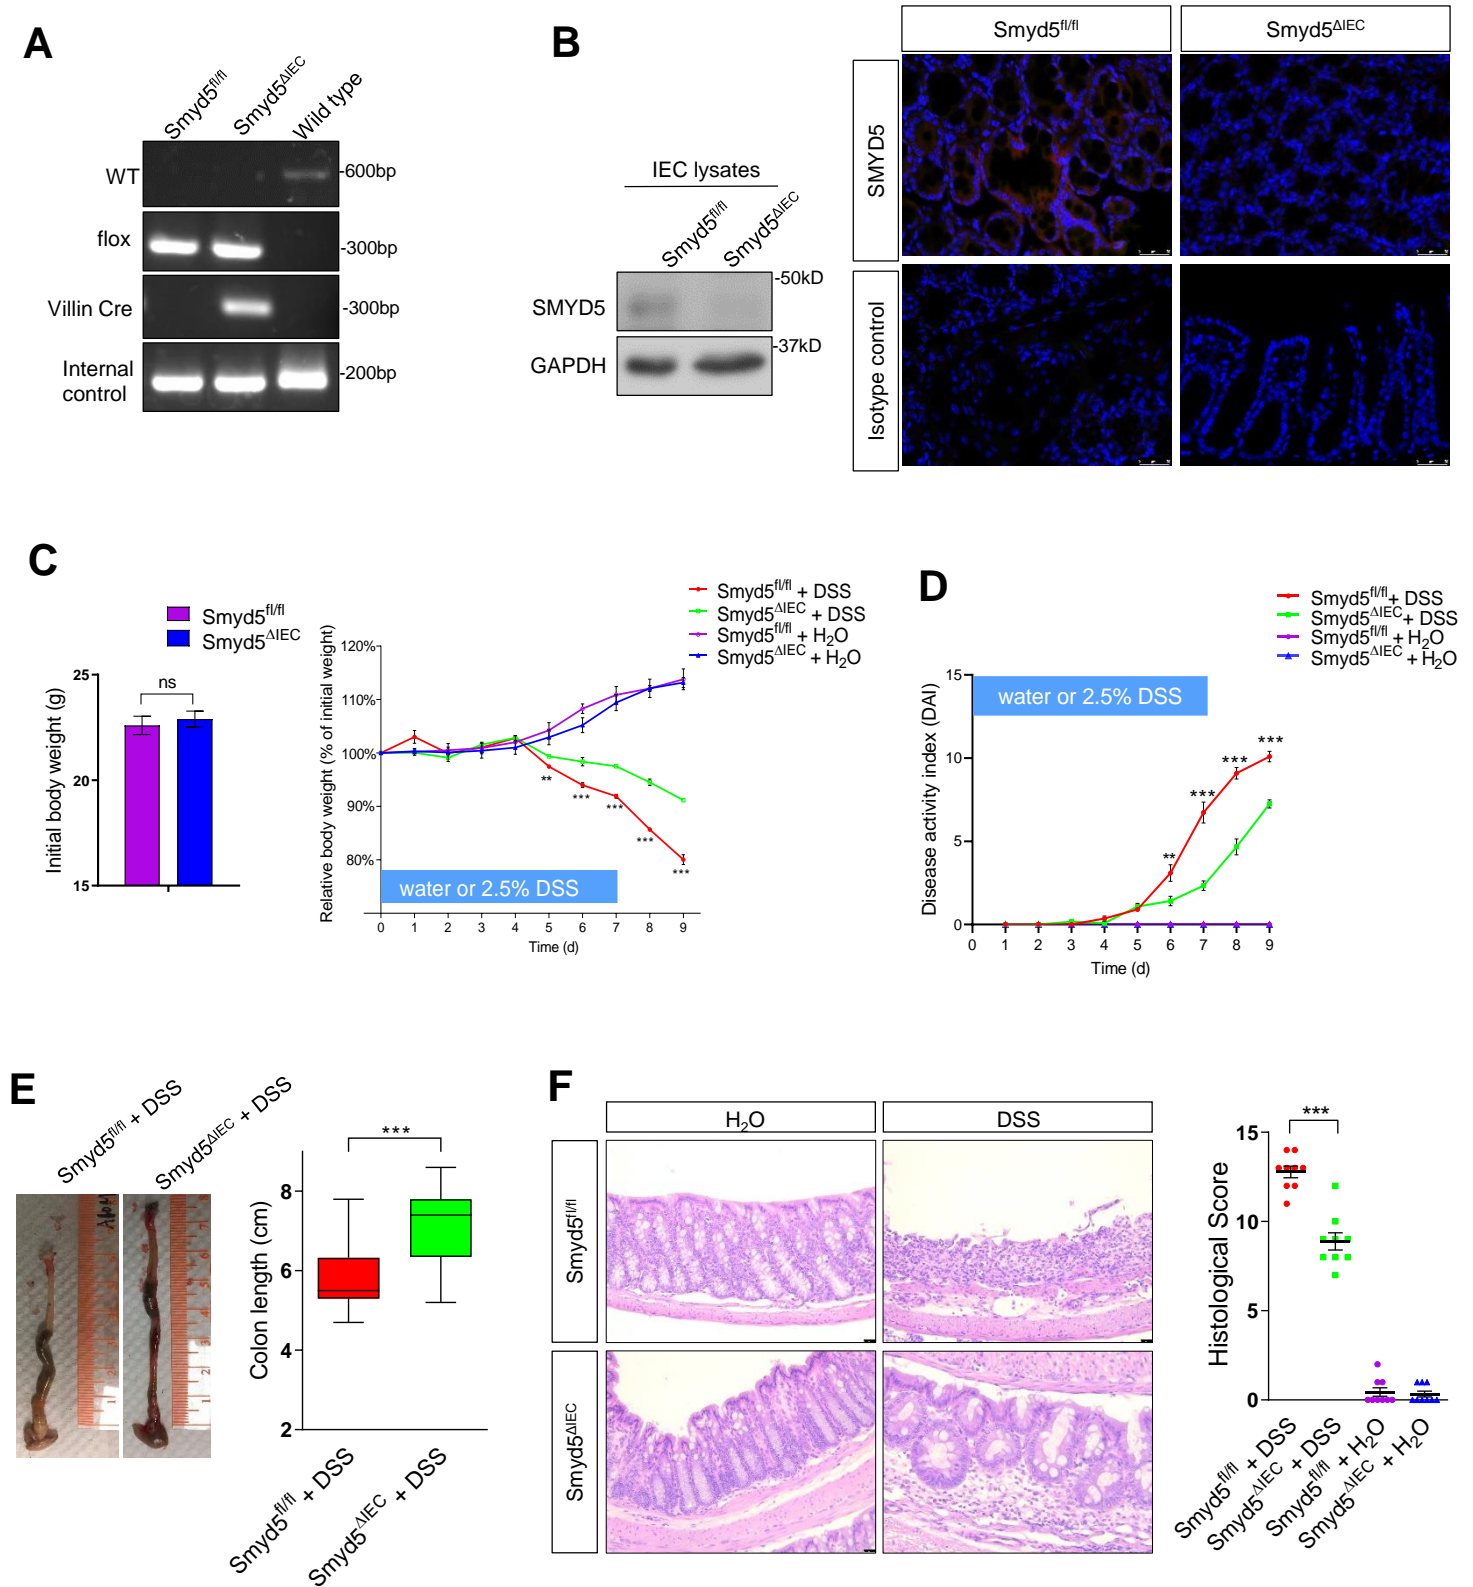 A
Smyd5fl/fl
Smyd5ΔIEC
Wild type
WT
-600bp
flox
-300bp
Villin Cre
-300bp
Internal
control
-200bp
B
IEC lysates
Smyd5fl/fl
Smyd5ΔIEC
-50kD
SMYD5
-37kD
GAPDH
Smyd5fl/fl
Smyd5ΔIEC
SMYD5
Isotype control
C
Smyd5fl/fl
Smyd5ΔIEC
Initial body weight (g)
25
20
15
ns
Smyd5fl/fl + DSS
Smyd5ΔIEC + DSS
Smyd5fl/fl + H2O
Smyd5ΔIEC + H2O
Relative body weight (% of initial weight)
120%
110%
100%
90%
80%
**
***
***
***
***
water or 2.5% DSS
0 1 2 3 4 5 6 7 8 9
Time (d)
D
Smyd5fl/fl + DSS
Smyd5ΔIEC + DSS
Smyd5fl/fl + H2O
Smyd5ΔIEC + H2O
Disease activity index (DAI)
15
10
5
0
water or 2.5% DSS
**
***
***
***
0 1 2 3 4 5 6 7 8 9
Time (d)
E
Smyd5fl/fl + DSS
Smyd5ΔIEC + DSS
Colon length (cm)
8
6
4
2
***
Smyd5fl/fl + DSS
Smyd5ΔIEC + DSS
F
H2O
DSS
Smyd5fl/fl
Smyd5ΔIEC
Histological Score
15
10
5
0
***
Smyd5fl/fl + DSS
Smyd5ΔIEC + DSS
Smyd5fl/fl + H2O
Smyd5ΔIEC + H2O